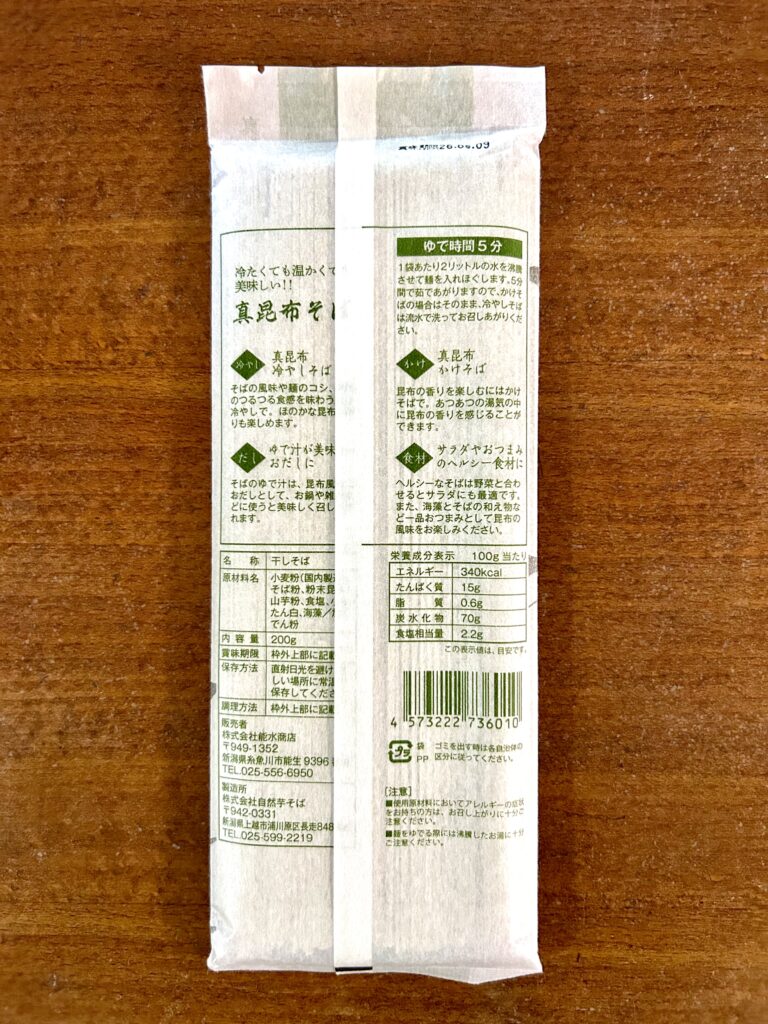 賞味期限26.
.09
冷たくても温かくて
美味しい!!
真昆布そば
冷やし
真昆布
冷やしそば
そばの風味や麺のコシ、
のつるつる食感を味わう
冷やしで。ほのかな昆布
りも楽しめます。
だし
ゆで汁が美味
おだしに
そばのゆで汁は、昆布風
おだしとして、お鍋や雑
どに使うと美味しく召し
れます。
ゆで時間5分
1袋あたり2リットルの水を沸騰
させて麺を入れほぐします。5分
間で茹であがりますので、かけそ
ばの場合はそのまま、冷やしそば
は流水で洗ってお召しあがりくだ
さい。
かけ
真昆布
かけそば
昆布の香りを楽しむにはかけ
そばで。あつあつの湯気の中
に昆布の香りを感じることが
できます。
食材
サラダやおつまみ
のヘルシー食材に
ヘルシーなそばは野菜と合わ
せるとサラダにも最適です。
また、海藻とそばの和え物な
ど一品おつまみとして昆布の
風味をお楽しみください。
名 称 干しそば
原材料名 小麦粉(国内製
そば粉、粉末昆
山芋粉、食塩、
たん白、海藻/
でん粉
内容量 200g
賞味期限 枠外上部に記載
保存方法 直射日光を避け
しい場所に常温
保存してくださ
調理方法 枠外上部に記載
販売者
株式会社能水商店
〒949-1352
新潟県糸魚川市能生9396
TEL.025-556-6950
製造所
株式会社自然芋そば
〒942-0331
新潟県上越市浦川原区長走848
TEL.025-599-2219
栄養成分表示 100g当たり
エネルギー 340kcal
たんぱく質 15g
脂質 0.6g
炭水化物 70g
食塩相当量 2.2g
この表示値は、目安です。
4 573222 736010
プラ
袋 ゴミを出す時は各自治体の
PP 区分に従ってください。
[注意]
■使用原材料においてアレルギーの症状
をお持ちの方は、お召し上がりに十分ご
注意ください。
■麺をゆでる際には沸騰したお湯に十分
ご注意ください。